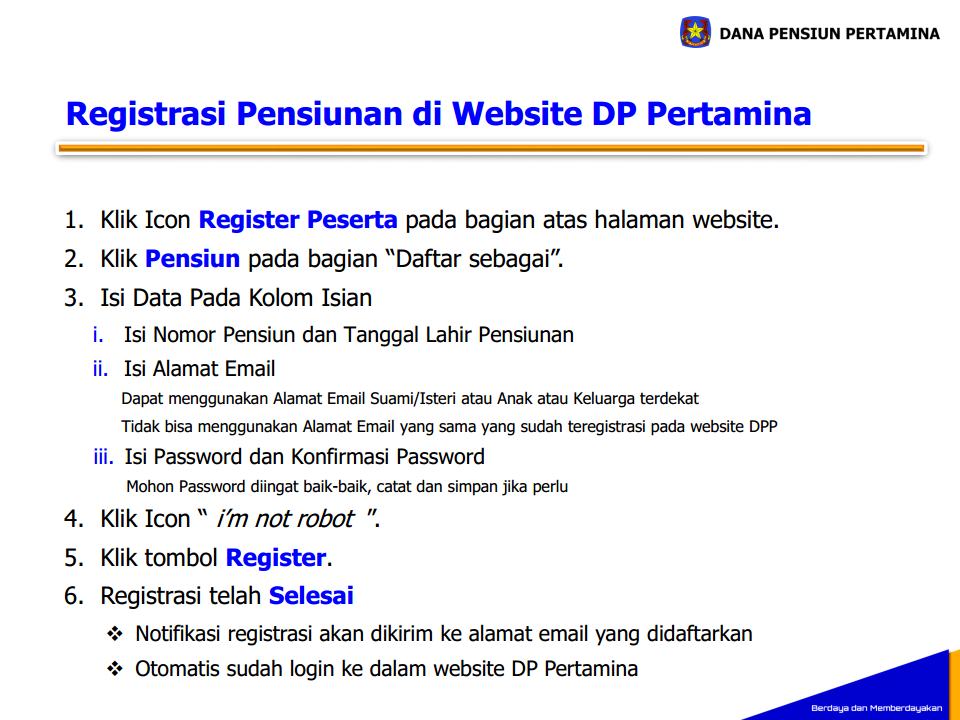 DANA PENSIUN PERTAMINA
Registrasi Pensiunan di Website DP Pertamina
1. Klik Icon Register Peserta pada bagian atas halaman website.
2. Klik Pensiun pada bagian “Daftar sebagai”.
3. Isi Data Pada Kolom Isian
i. Isi Nomor Pensiun dan Tanggal Lahir Pensiunan
ii. Isi Alamat Email
Dapat menggunakan Alamat Email Suami/Isteri atau Anak atau Keluarga terdekat
Tidak bisa menggunakan Alamat Email yang sama yang sudah teregistrasi pada website DPP
iii. Isi Password dan Konfirmasi Password
Mohon Password diingat baik-baik, catat dan simpan jika perlu
4. Klik Icon “ i’m not robot ”.
5. Klik tombol Register.
6. Registrasi telah Selesai
❖ Notifikasi registrasi akan dikirim ke alamat email yang didaftarkan
❖ Otomatis sudah login ke dalam website DP Pertamina
Berdaya dan Memberdayakan